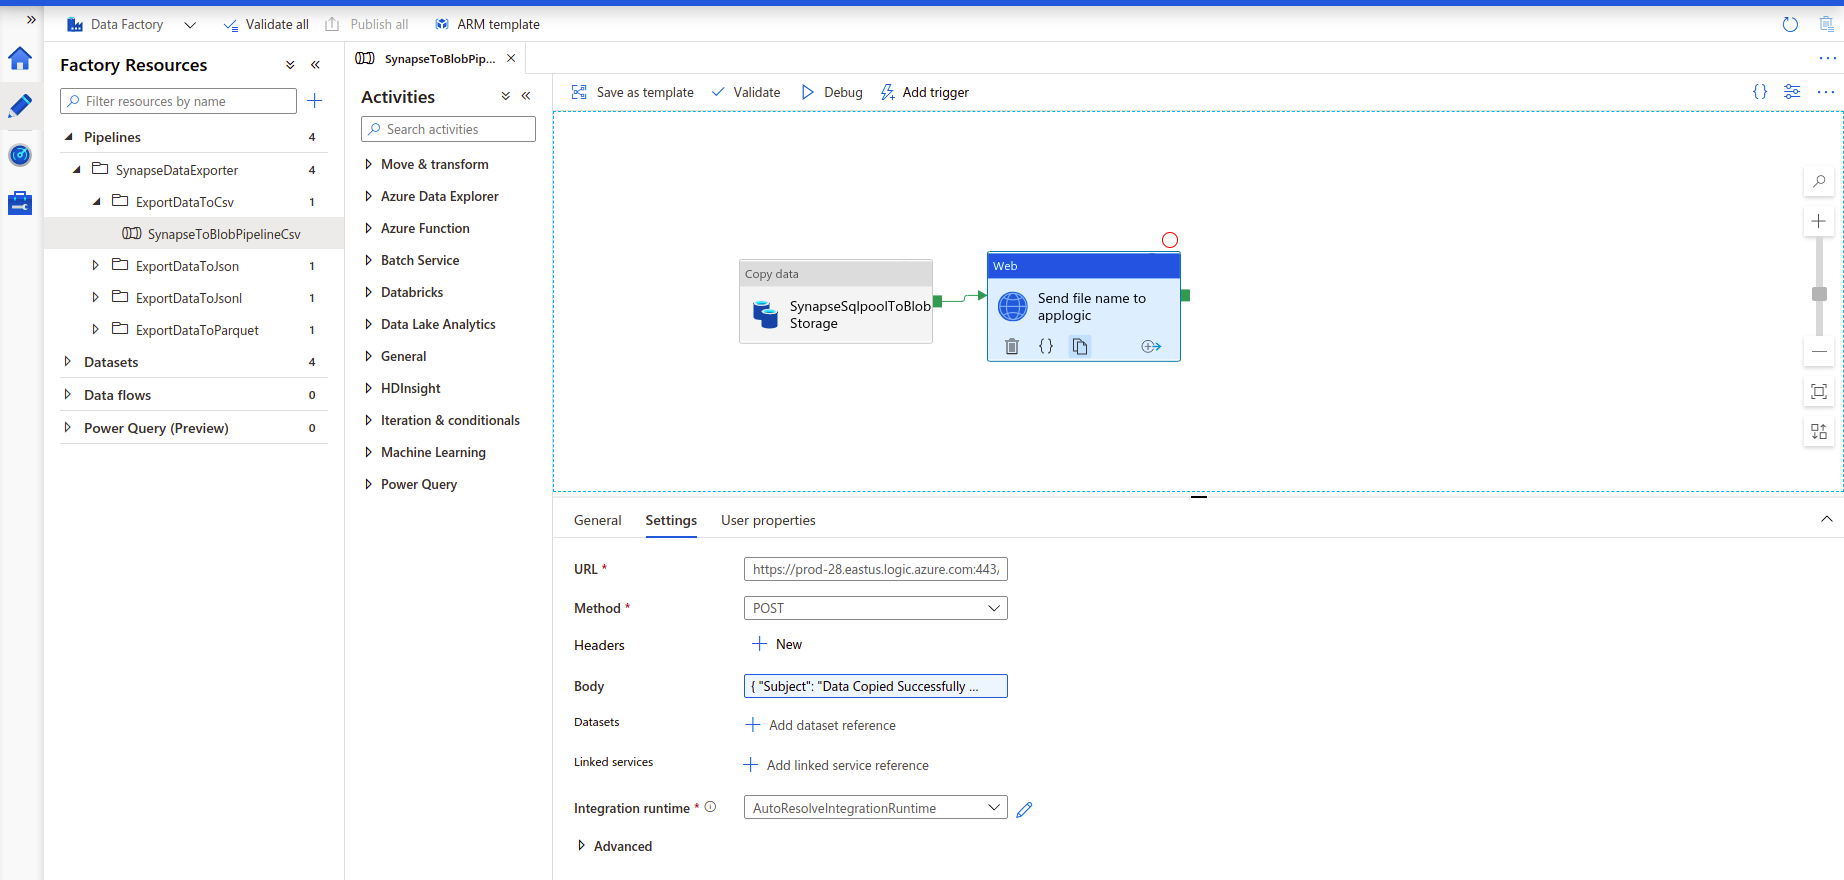 Data Factory
Validate all
Publish all
ARM template
Factory Resources
Filter resources by name
Pipelines 4
SynapseDataExporter 4
ExportDataToCsv 1
SynapseToBlobPipelineCsv
ExportDataToJson 1
ExportDataToJsonl 1
ExportDataToParquet 1
Datasets 4
Data flows 0
Power Query (Preview) 0
SynapseToBlobPip...
Activities
Search activities
Move & transform
Azure Data Explorer
Azure Function
Batch Service
Databricks
Data Lake Analytics
General
HDInsight
Iteration & conditionals
Machine Learning
Power Query
Save as template
Validate
Debug
Add trigger
Copy data
SynapseSqlpoolToBlob
Storage
Web
Send file name to
applogic
General
Settings
User properties
URL *
https://prod-28.eastus.logic.azure.com:443/
Method *
POST
Headers
New
Body
{ "Subject": "Data Copied Successfully ...
Datasets
Add dataset reference
Linked services
Add linked service reference
Integration runtime *
AutoResolveIntegrationRuntime
Advanced